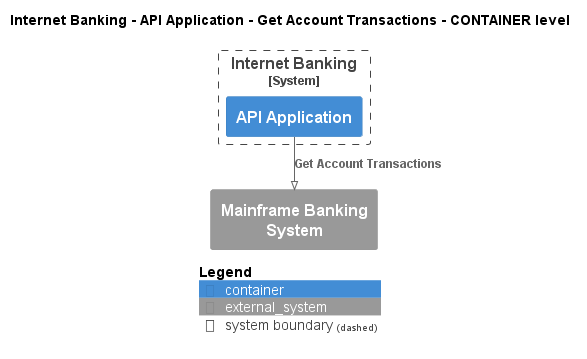 Internet Banking - API Application - Get Account Transactions - CONTAINER level
Internet Banking
[System]
API Application
Get Account Transactions
Mainframe Banking
System
Legend
container
external_system
system boundary (dashed)